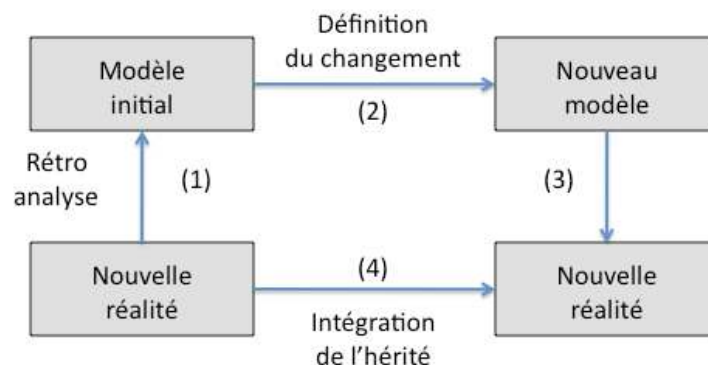 Définition
du changement
Modèle
initial
(2)
Nouveau
modèle
Rétro
analyse
(1)
(3)
Nouvelle
réalité
(4)
Intégration
de l'hérité
Nouvelle
réalité